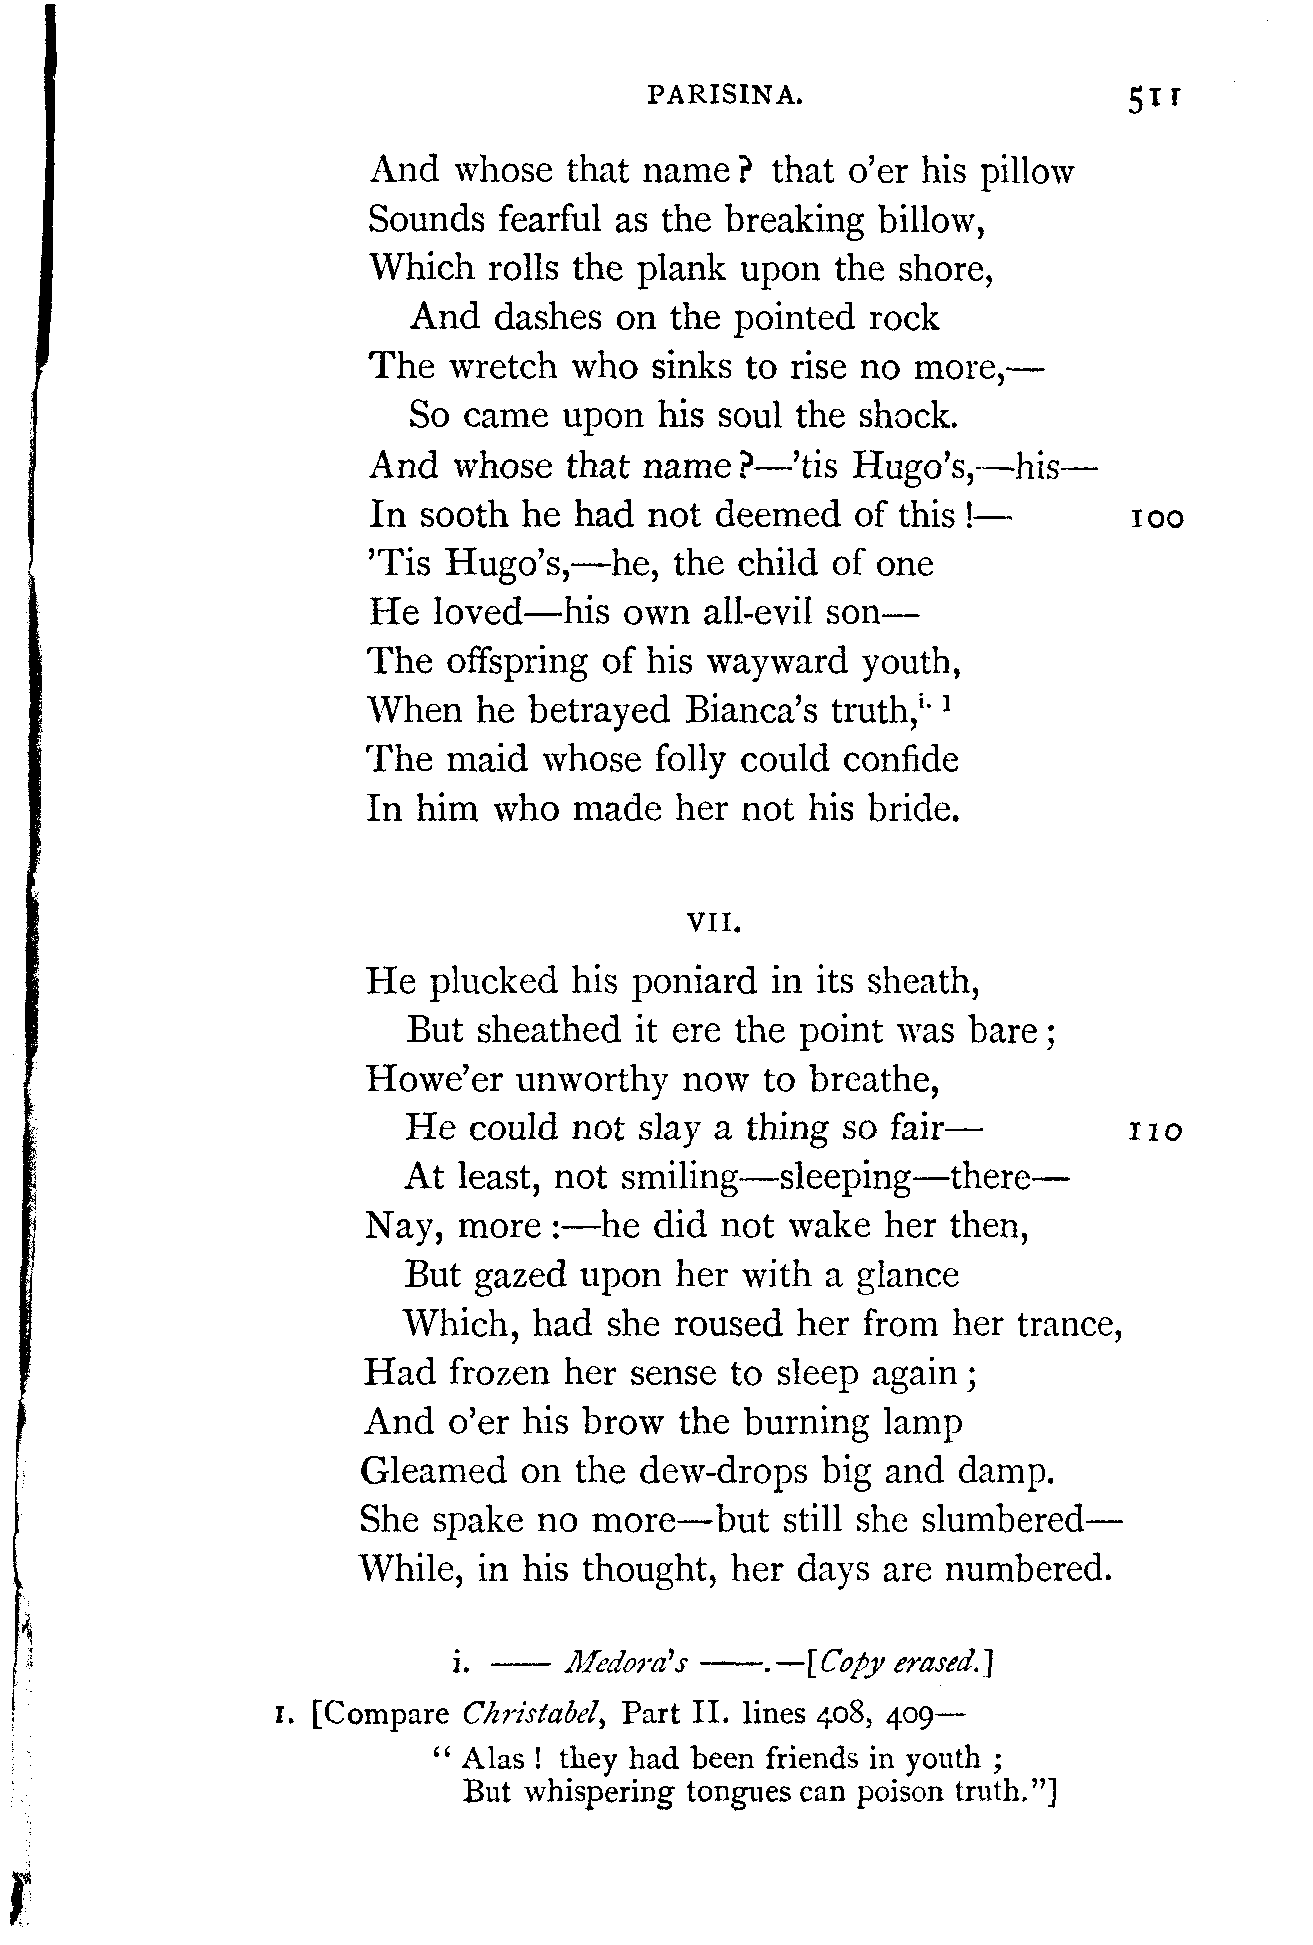 PARISINA. 511
And whose that name? that o'er his pillow
Sounds fearful as the breaking billow,
Which rolls the plank upon the shore,
And dashes on the pointed rock
The wretch who sinks to rise no more,—
So came upon his soul the shock.
And whose that name?—'tis Hugo's,—his—
In sooth he had not deemed of this!— 100
'Tis Hugo's,—he, the child of one
He loved—his own all-evil son—
The offspring of his wayward youth,
When he betrayed Bianca's truth,i. 1
The maid whose folly could confide
In him who made her not his bride.
VII.
He plucked his poniard in its sheath,
But sheathed it ere the point was bare;
Howe'er unworthy now to breathe,
He could not slay a thing so fair— 110
At least, not smiling—sleeping—there—
Nay, more:—he did not wake her then,
But gazed upon her with a glance
Which, had she roused her from her trance,
Had frozen her sense to sleep again;
And o'er his brow the burning lamp
Gleamed on the dew-drops big and damp.
She spake no more—but still she slumbered—
While, in his thought, her days are numbered.
i. —— Medora's ——.—[Copy erased.]
1. [Compare Christabel, Part II. lines 408, 409—
"Alas! they had been friends in youth;
But whispering tongues can poison truth."]